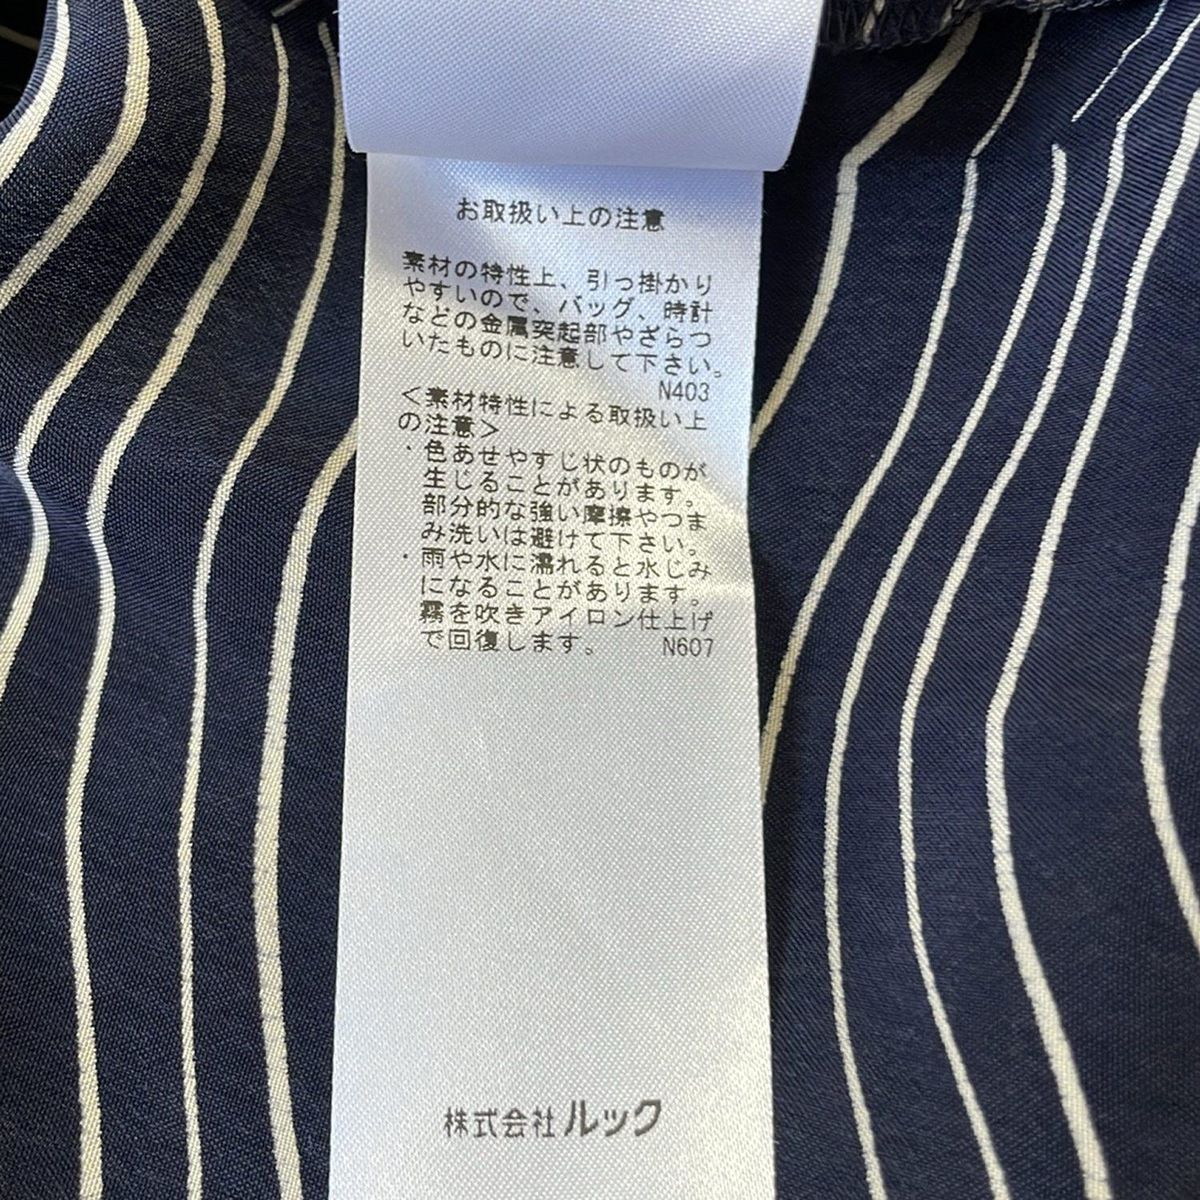 お取扱い上の注意
素材の特性上、引っ掛かり
やすいので、バッグ、時計
などの金属突起部やざらつ
いたものに注意して下さい。
N403
＜素材特性による取扱い上
の注意＞
・色あせやすじ状のものが
生じることがあります。
部分的な強い摩擦やつま
み洗いは避けて下さい。
・雨や水に濡れると水じみ
になることがあります。
霧を吹きアイロン仕上げ
で回復します。 N607
株式会社 ルック